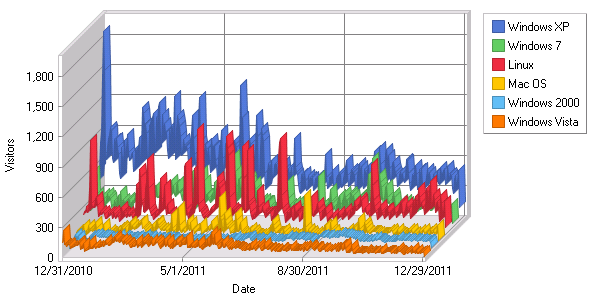 Windows XP
Windows 7
Linux
Mac OS
Windows 2000
Windows Vista
Visitors
1,800
1,500
1,200
900
600
300
0
12/31/2010 5/1/2011 8/30/2011 12/29/2011
Date